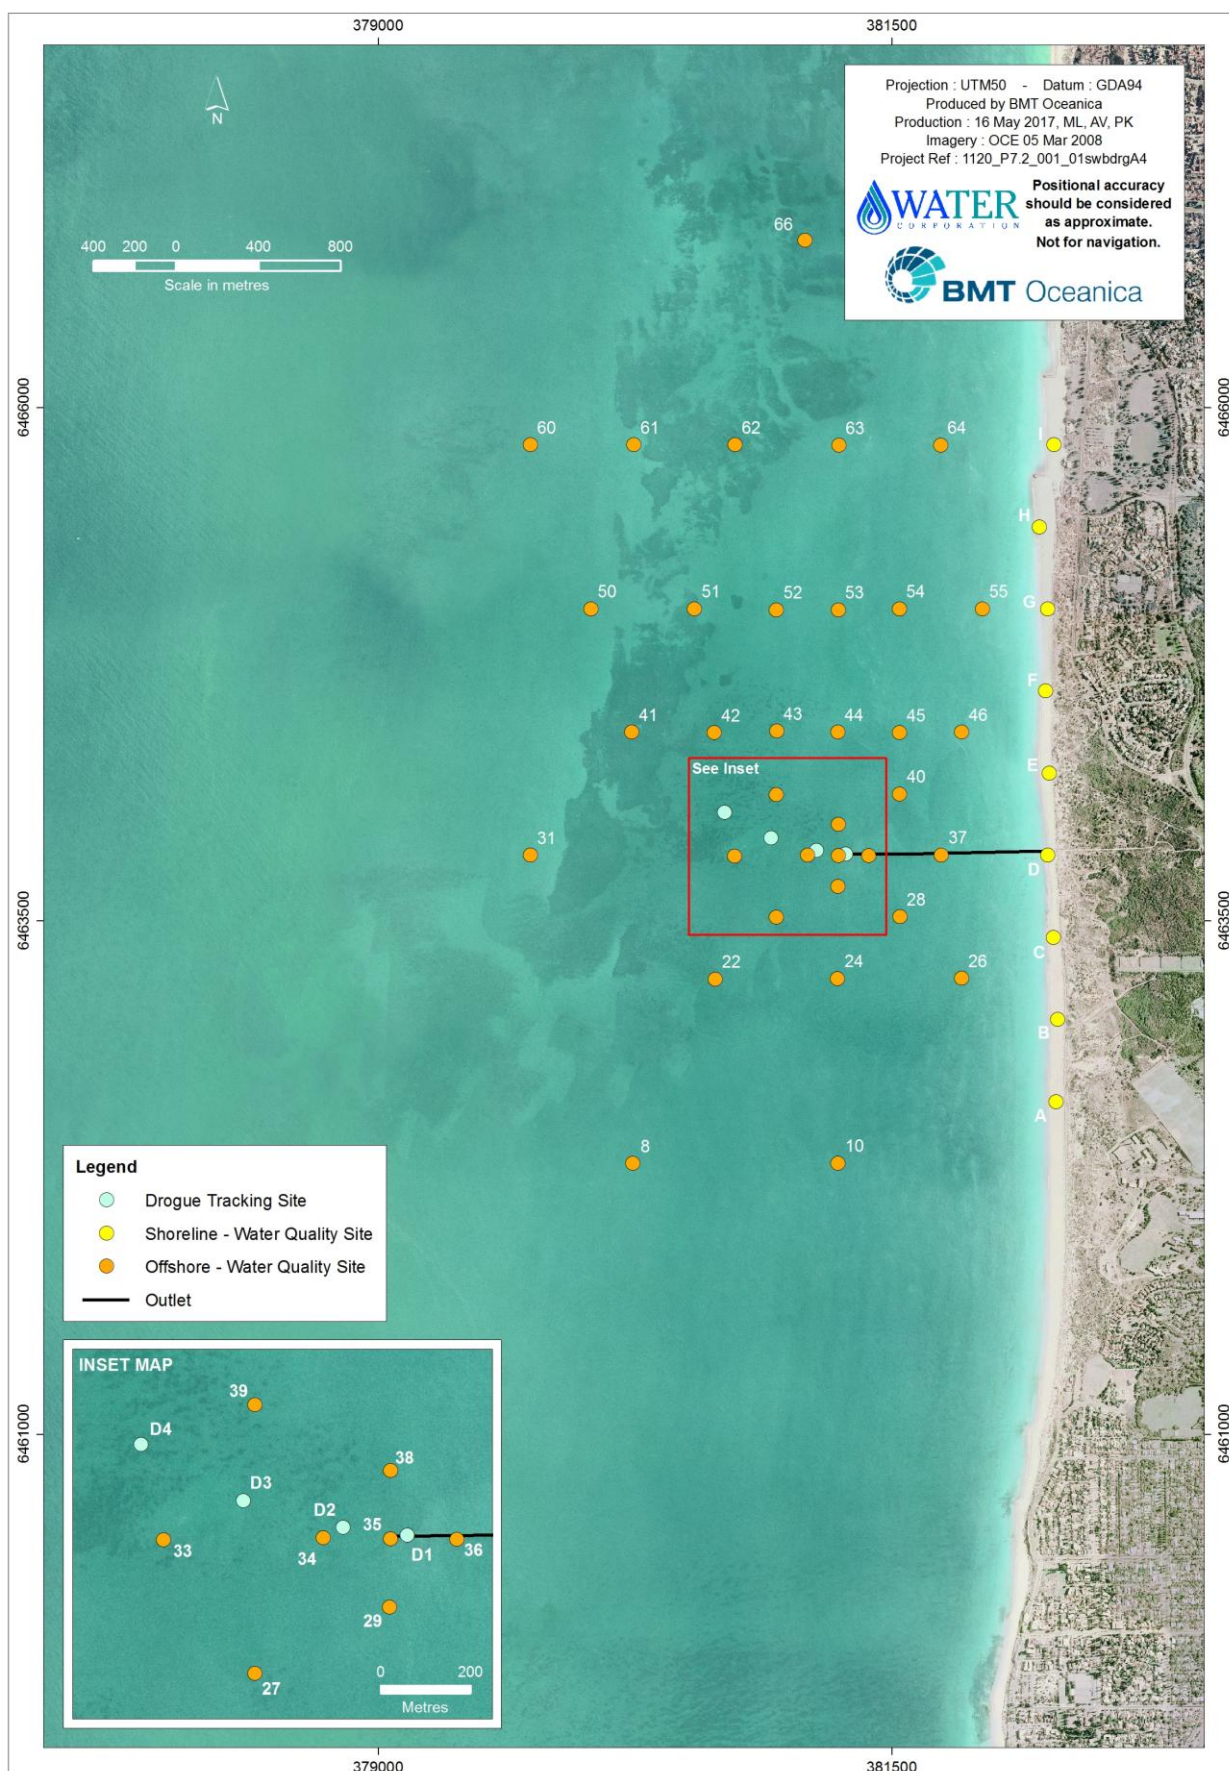 379000
381500
Projection : UTM50 - Datum : GDA94
Produced by BMT Oceanica
Production : 16 May 2017, ML, AV, PK
Imagery : OCE 05 Mar 2008
Project Ref : 1120_P7.2_001_01swbdrgA4
WATER
CORPORATION
Positional accuracy
should be considered
as approximate.
Not for navigation.
BMT Oceanica
N
400 200 0 400 800
Scale in metres
66
6466000
6466000
60 61 62 63 64 I
H
50 51 52 53 54 55 G
F
41 42 43 44 45 46
See Inset
E
40
31
37
D
6463500
6463500
28
C
22 24 26
B
A
8 10
Legend
Drogue Tracking Site
Shoreline - Water Quality Site
Offshore - Water Quality Site
Outlet
INSET MAP
39
D4
38
D3
D2
35
33
34
D1
36
29
27
0 200
Metres
6461000
6461000
379000
381500